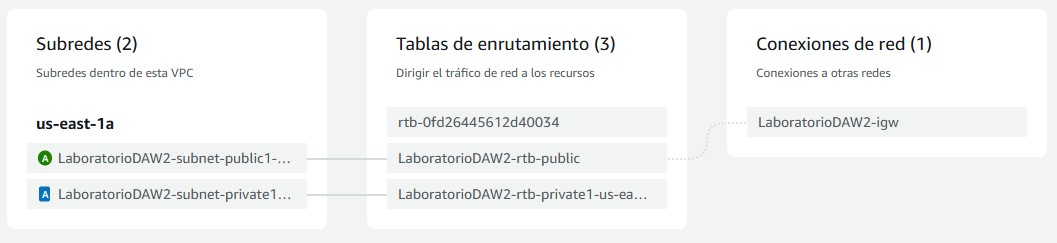 Subredes (2)
Subredes dentro de esta VPC
us-east-1a
A LaboratorioDAW2-subnet-public1-...
A LaboratorioDAW2-subnet-private1...
Tablas de enrutamiento (3)
Dirigir el tráfico de red a los recursos
rtb-0fd26445612d40034
LaboratorioDAW2-rtb-public
LaboratorioDAW2-rtb-private1-us-ea...
Conexiones de red (1)
Conexiones a otras redes
LaboratorioDAW2-igw